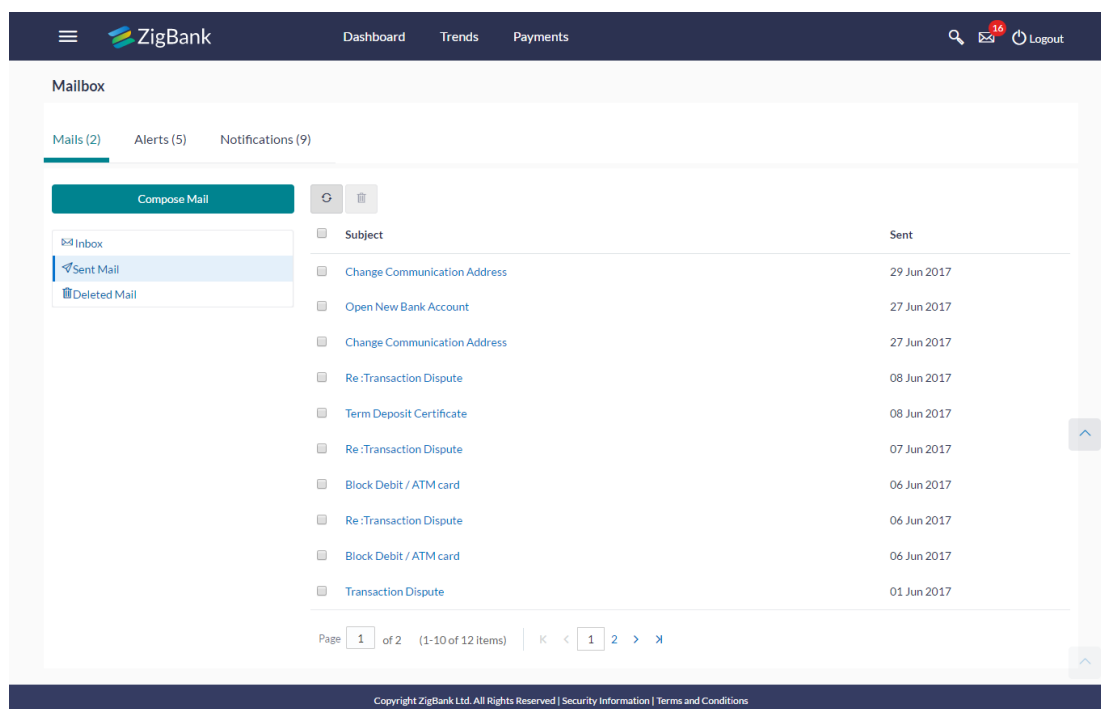 ZigBank Dashboard Trends Payments 16 Logout
Mailbox
Mails (2) Alerts (5) Notifications (9)
Compose Mail
Inbox
Sent Mail
Deleted Mail
Subject Sent
Change Communication Address 29 Jun 2017
Open New Bank Account 27 Jun 2017
Change Communication Address 27 Jun 2017
Re :Transaction Dispute 08 Jun 2017
Term Deposit Certificate 08 Jun 2017
Re :Transaction Dispute 07 Jun 2017
Block Debit / ATM card 06 Jun 2017
Re :Transaction Dispute 06 Jun 2017
Block Debit / ATM card 06 Jun 2017
Transaction Dispute 01 Jun 2017
Page 1 of 2 (1-10 of 12 items) 1 2
Copyright ZigBank Ltd. All Rights Reserved | Security Information | Terms and Conditions